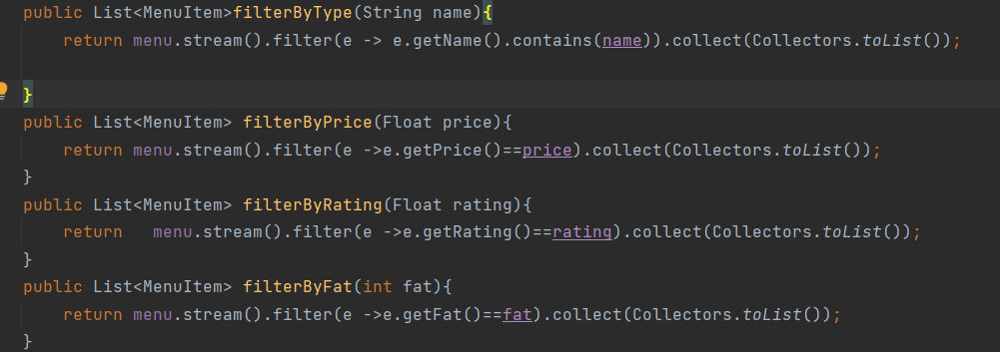 public List<MenuItem>filterByType(String name){
return menu.stream().filter(e -> e.getName().contains(name)).collect(Collectors.toList());
}
public List<MenuItem> filterByPrice(Float price){
return menu.stream().filter(e ->e.getPrice()==price).collect(Collectors.toList());
}
public List<MenuItem> filterByRating(Float rating){
return   menu.stream().filter(e ->e.getRating()==rating).collect(Collectors.toList());
}
public List<MenuItem> filterByFat(int fat){
return menu.stream().filter(e ->e.getFat()==fat).collect(Collectors.toList());
}